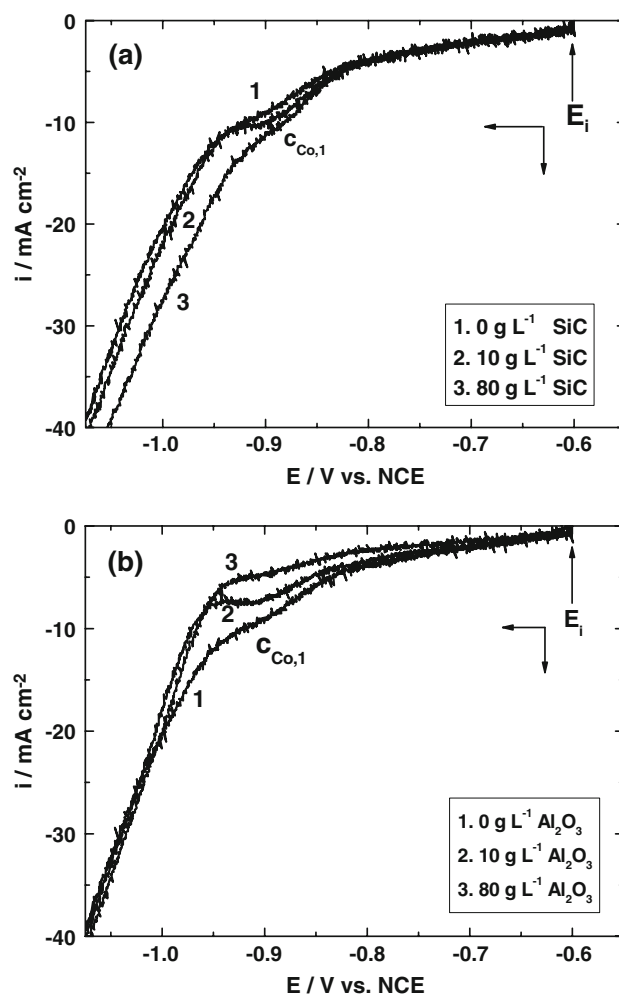 (a)
0
-10
-20
-30
-40
i / mA cm⁻²
1
2
3
c_Co,1
E_i
1. 0 g L⁻¹ SiC
2. 10 g L⁻¹ SiC
3. 80 g L⁻¹ SiC
-1.0 -0.9 -0.8 -0.7 -0.6
E / V vs. NCE
(b)
0
-10
-20
-30
-40
i / mA cm⁻²
3
2
1
c_Co,1
E_i
1. 0 g L⁻¹ Al₂O₃
2. 10 g L⁻¹ Al₂O₃
3. 80 g L⁻¹ Al₂O₃
-1.0 -0.9 -0.8 -0.7 -0.6
E / V vs. NCE